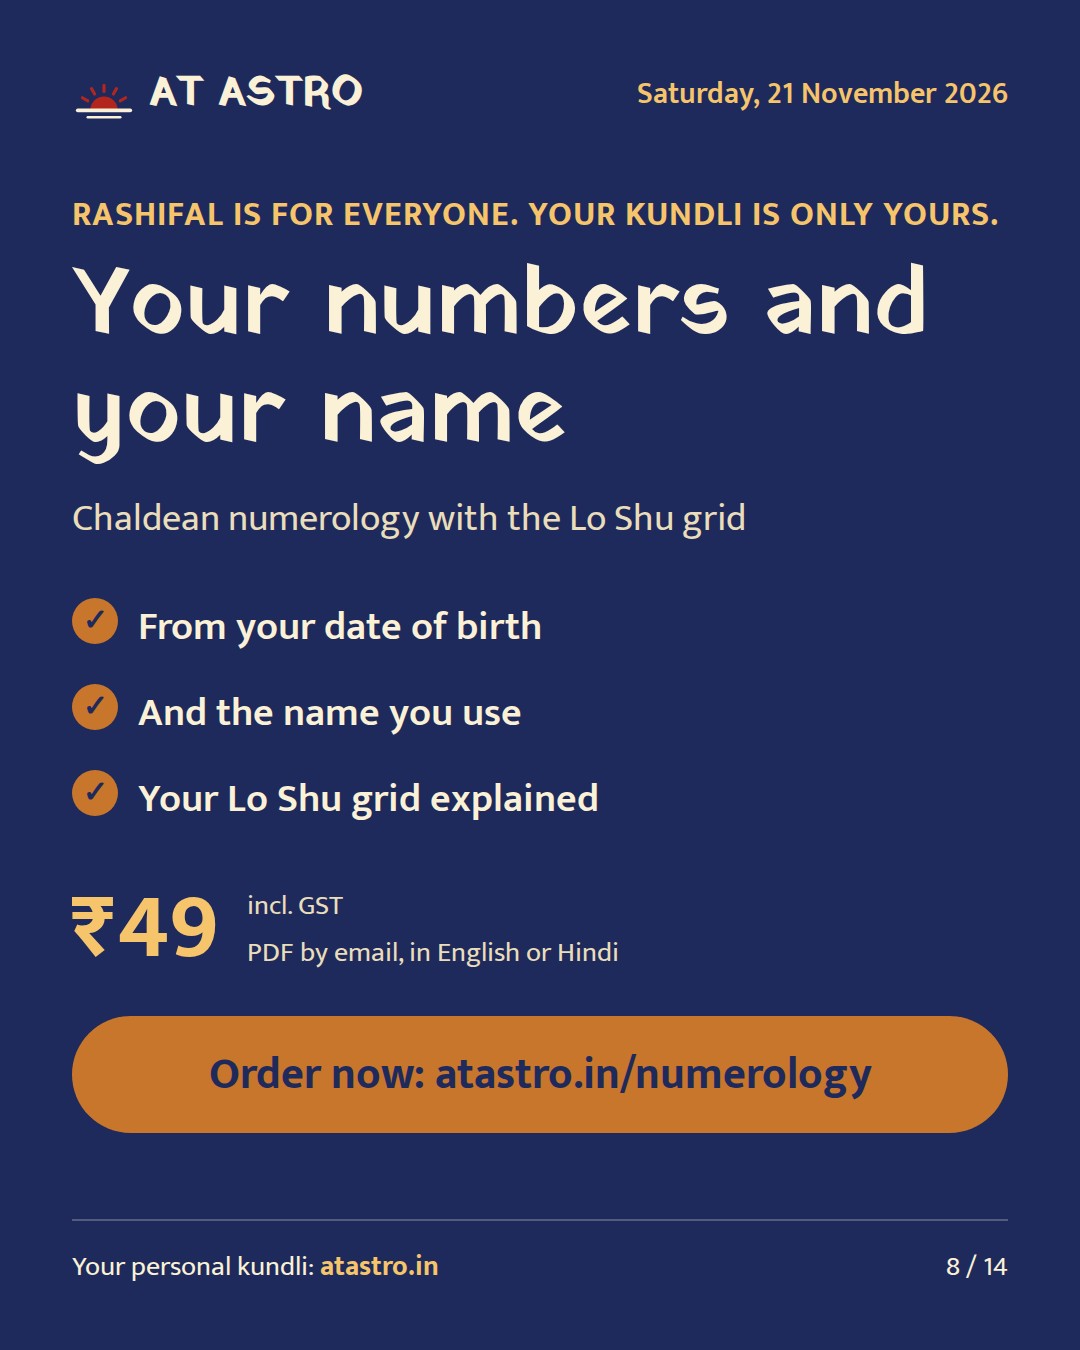 AT ASTRO
Saturday, 21 November 2026
RASHIFAL IS FOR EVERYONE. YOUR KUNDLI IS ONLY YOURS.
Your numbers and
your name
Chaldean numerology with the Lo Shu grid
✓ From your date of birth
✓ And the name you use
✓ Your Lo Shu grid explained
₹49
incl. GST
PDF by email, in English or Hindi
Order now: atastro.in/numerology
Your personal kundli: atastro.in
8 / 14